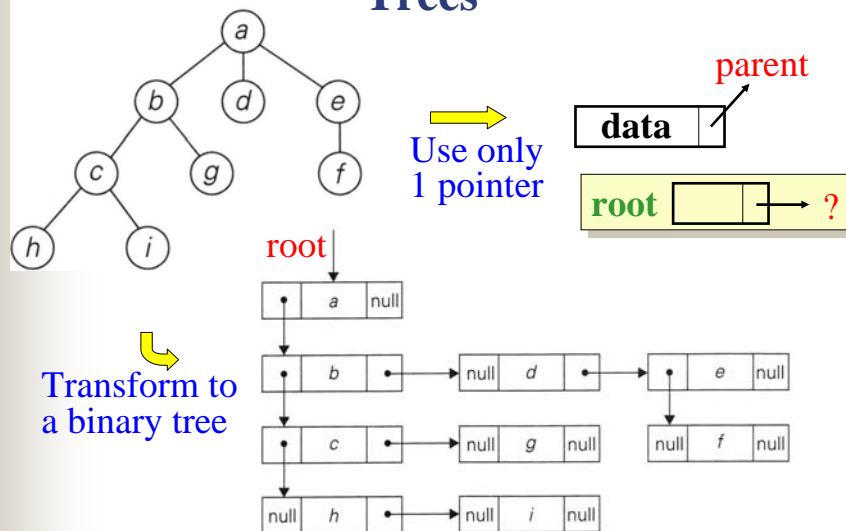 Trees
a
b d e
c g f
h i
Use only
1 pointer
parent
data
root ?
root
a null
Transform to
a binary tree
b null d e null
c null g null null f null
null h null i null